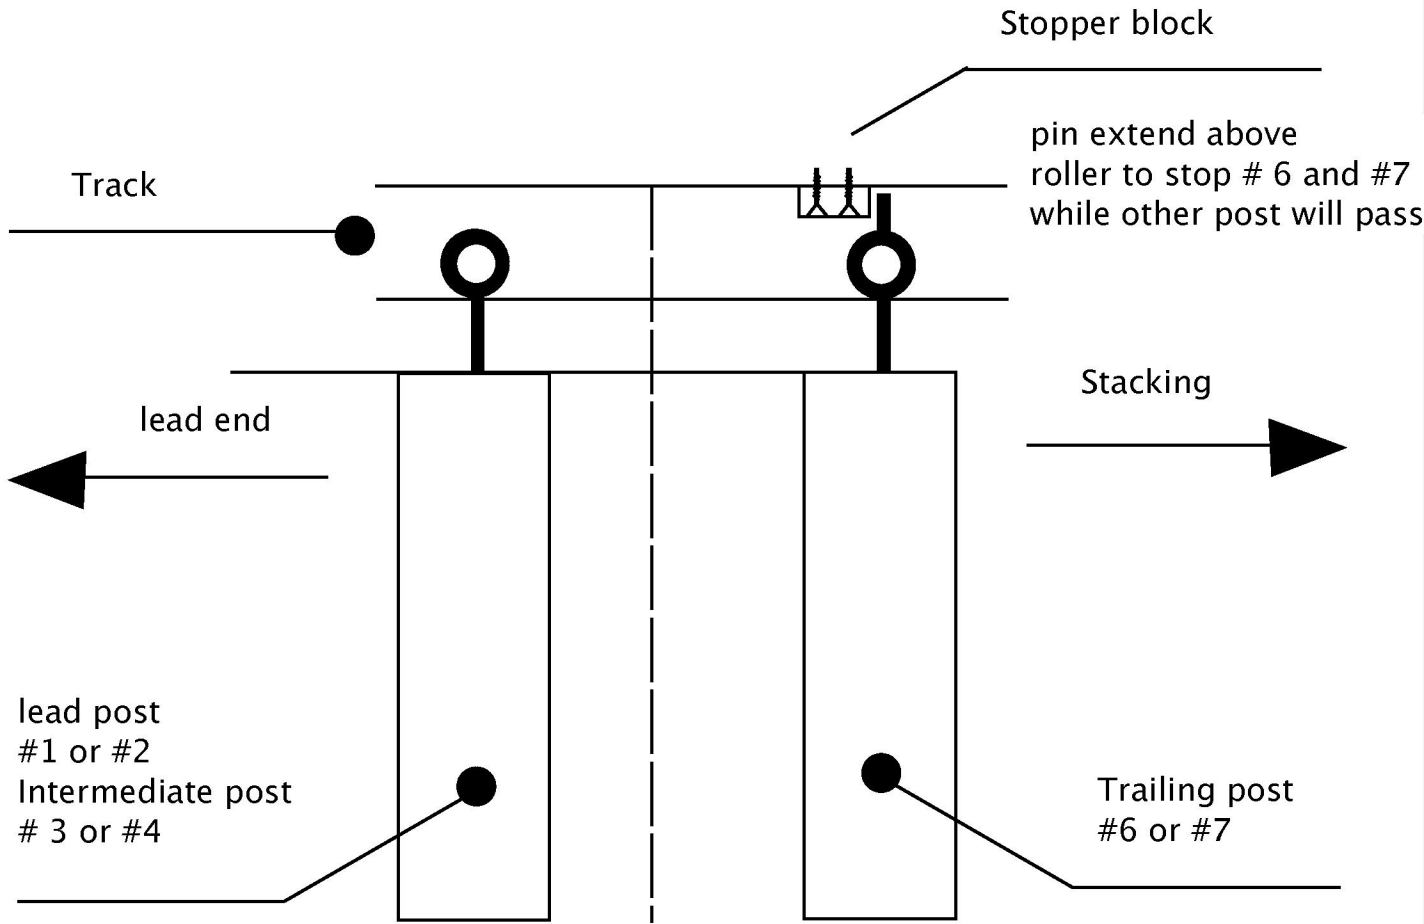 Stopper block
pin extend above
roller to stop # 6 and #7
while other post will pass
Track
Stacking
lead end
lead post
#1 or #2
Intermediate post
# 3 or #4
Trailing post
#6 or #7